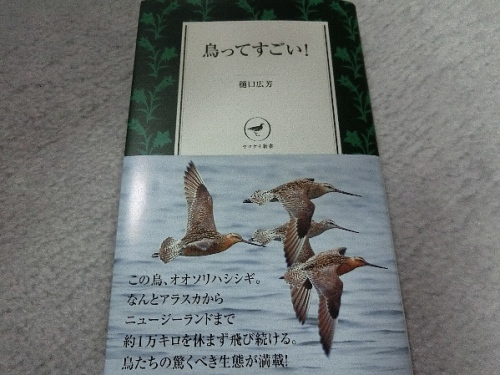 鳥ってすごい!
樋口広芳
ヤマケイ新書
この鳥、オオソリハシシギ。
なんとアラスカから
ニュージーランドまで
約1万キロを休まず飛び続ける。
鳥たちの驚くべき生態が満載!